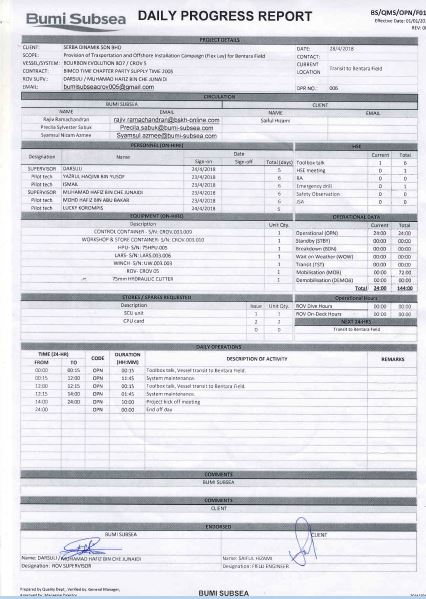 Bumi Subsea
DAILY PROGRESS REPORT
BS/QMS/OPN/F01
PROJECT DETAILS
CLIENT: SERBA DINAMIK SDN BHD
DATE: 28/4/2018
SCOPE: Provision of Trasportation and Offshore Installation Campaign (Flex Lay) for Bentara Field
CONTACT:
VESSEL/SYSTEM: BOURBON EVOLUTION 807 / CROV 5
CURRENT
CONTRACT: BIMCO TIME CHARTER PARTY SUPPLY TIME 2005
LOCATION Transit to Bentara Field
ROV SUPV.: DARSULI / MUHAMAD HAFIZ BIN CHE JUNAIDI
EMAIL: bumisubseacrov005@gmail.com
DPR NO.: 006
CIRCULATION
BUMI SUBSEA CLIENT
NAME EMAIL NAME EMAIL
Rajiv Ramachandran rajiv.ramachandran@bskh-online.com Saiful Hizami
Precilla Sylvester Sabuk Precila.sabuk@bumi-subsea.com
Syamsul Nizam Azmee Syamsul.azmee@bumi-subsea.com
PERSONNEL (ON-HIRE) HSE
Designation Name Date
Sign-on Sign-off Total (days) Current Total
SUPERVISOR DARSULI 24/4/2018 5
Toolbox talk 1 6
Pilot tech YAZRUL HAQIMI BIN YUSOF 23/4/2018 6
HSE meeting 0 1
Pilot tech ISMAIL 23/4/2018 6
0 0
SUPERVISOR MUHAMAD HAFIZ BIN CHE JUNAIDI 23/4/2018 6
Emergency drill 0 1
Pilot tech MOHD HAFIZ BIN ABU BAKAR 23/4/2018 6
Safety Observation 0 0
Pilot tech LUCKY KOROMPIS 24/4/2018 5
JSA 0 0
EQUIPMENT (ON-HIRE) OPERATIONAL DATA
Description Unit Qty. Current Total
CONTROL CONTAINER - S/N: CROV.003.009 1
Operational (OPN) 24:00 24:00
WORKSHOP & STORE CONTAINER- S/N: CROV.003.010 1
Standby (STBY) 00:00 00:00
HPU- S/N: 75HPU.005 1
Breakdown (BDN) 00:00 00:00
LARS- S/N: LARS.003.006 1
Wait on Weather (WOW) 00:00 00:00
WINCH- S/N: UW.003.003 1
Transit (TST) 00:00 00:00
ROV- CROV 05 1
Mobilisation (MOB) 00:00 72:00
75mm HYDRAULIC CUTTER 1
Demobilisation (DEMOB) 00:00 00:00
Total 24:00 144:00
STORES / SPARES REQUESTED Operational Hours
Description Issue Unit Qty.
ROV Dive Hours 00:00 00:00
SCU unit 1 1
ROV On-Deck Hours 00:00 00:00
CPU card 2 2
NEXT 24-HRS
0 0
Transit to Bentara Field
DAILY OPERATIONS
TIME (24-HR) CODE DURATION DESCRIPTION OF ACTIVITY REMARKS
FROM TO (HH:MM)
00:00 00:15 OPN 00:15 Toolbox talk, Vessel transit to Bentara Field.
00:15 12:00 OPN 11:45 System maintenance.
12:00 12:15 OPN 00:15 Toolbox talk, Vessel transit to Bentara Field.
12:15 14:00 OPN 01:45 System maintenance.
14:00 24:00 OPN 10:00 Project kick off meeting
24:00 OPN 00:00 End off day
COMMENTS
BUMI SUBSEA
COMMENTS
CLIENT
ENDORSED
BUMI SUBSEA CLIENT
Name: DARSULI / MUHAMAD HAFIZ BIN CHE JUNAIDI
Name: SAIFUL HIZAMI
Designation: ROV SUPERVISOR
Designation: FIELD ENGINEER
Prepared by Quality Dept., Verified by, General Manager,
BUMI SUBSEA